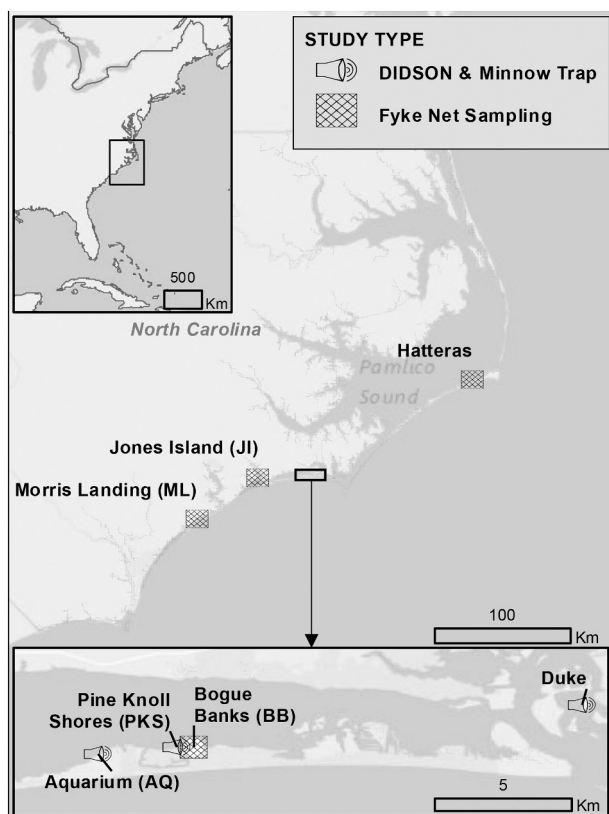 STUDY TYPE
DIDSON & Minnow Trap
Fyke Net Sampling
500
Km
North Carolina
Hatteras
Pamlico
Sound
Jones Island (JI)
Morris Landing (ML)
100
Km
Duke
Pine Knoll
Shores (PKS)
Bogue
Banks (BB)
Aquarium (AQ)
5
Km